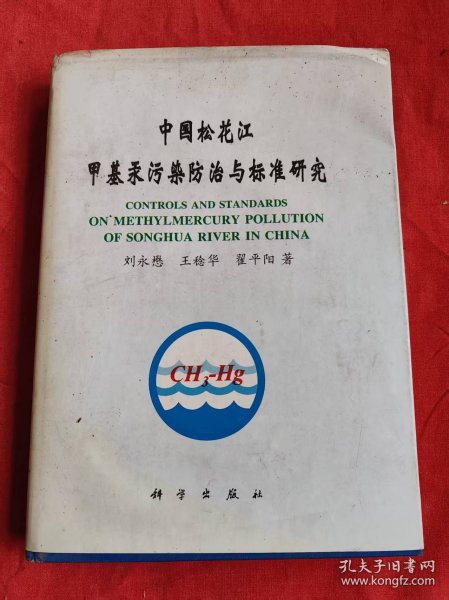 中国松花江
甲基汞污染防治与标准研究
CONTROLS AND STANDARDS
ON METHYLMERCURY POLLUTION
OF SONGHUA RIVER IN CHINA
刘永懋 王稔华 翟平阳 著
CH3-Hg
科学出版社
孔夫子旧书网
www.kongfz.com